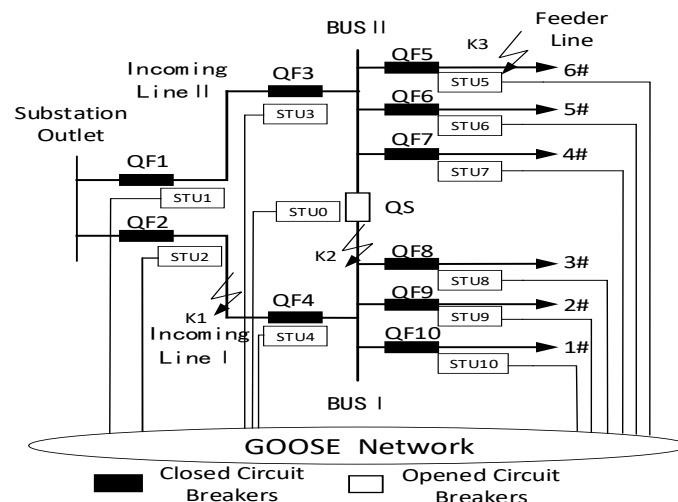 BUS II
Feeder
Line
K3
QF5
STU5
6#
Incoming
Line II
QF3
STU3
QF6
STU6
5#
Substation
Outlet
QF7
STU7
4#
QF1
STU1
STU0
QS
QF2
STU2
K2
QF8
STU8
3#
K1
Incoming
Line I
QF4
STU4
QF9
STU9
2#
QF10
STU10
1#
BUS I
GOOSE Network
Closed Circuit
Breakers
Opened Circuit
Breakers